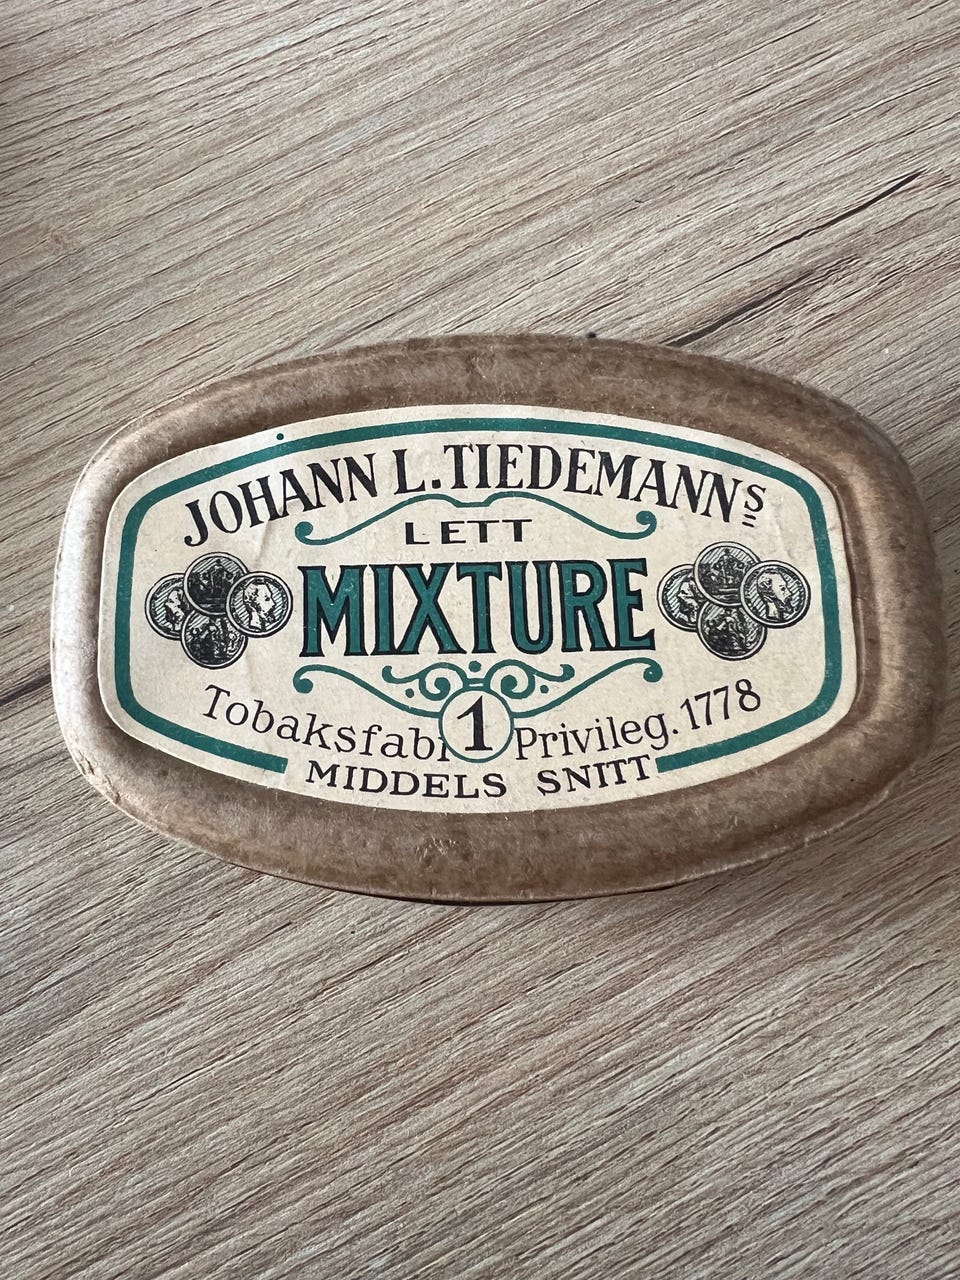 JOHANN L. TIEDEMANNS
LETT
MIXTURE
1
Tobaksfabr Privileg. 1778
MIDDELS SNITT